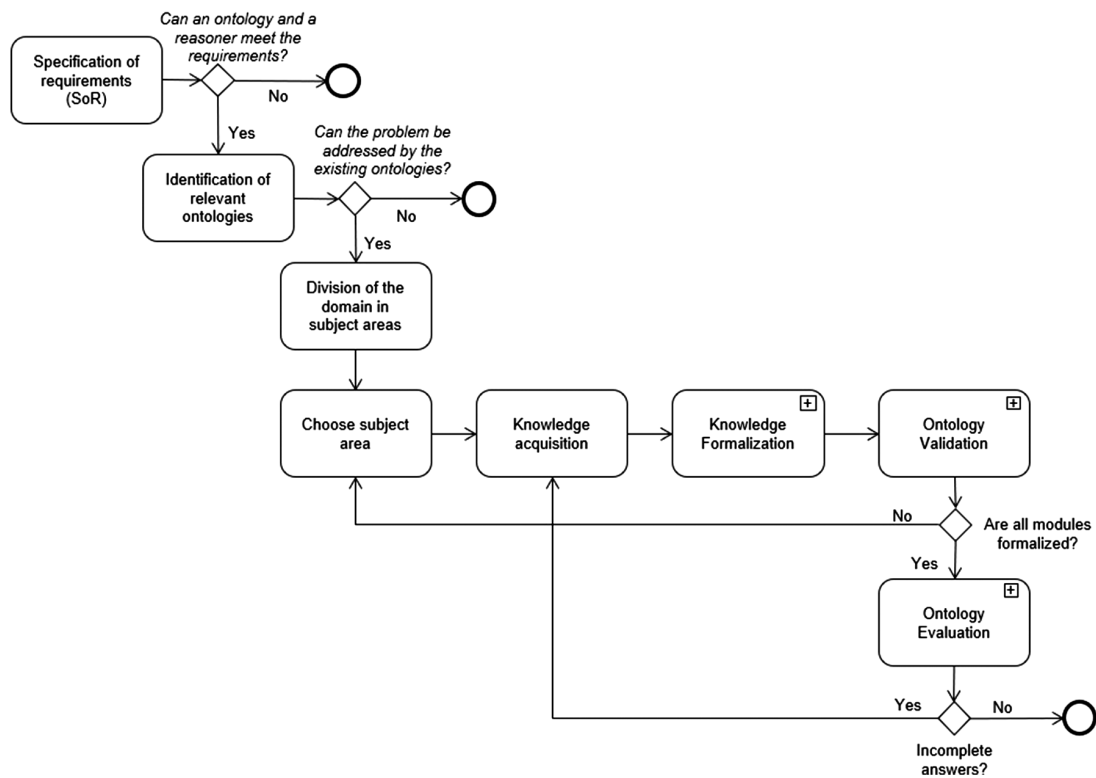 Can an ontology and a
reasoner meet the
requirements?
Specification of
requirements
(SoR)
No
Yes
Can the problem be
addressed by the
existing ontologies?
Identification of
relevant
ontologies
No
Yes
Division of the
domain in
subject areas
Choose subject
area
Knowledge
acquisition
Knowledge
Formalization
Ontology
Validation
No
Are all modules
formalized?
Yes
Ontology
Evaluation
Yes
No
Incomplete
answers?